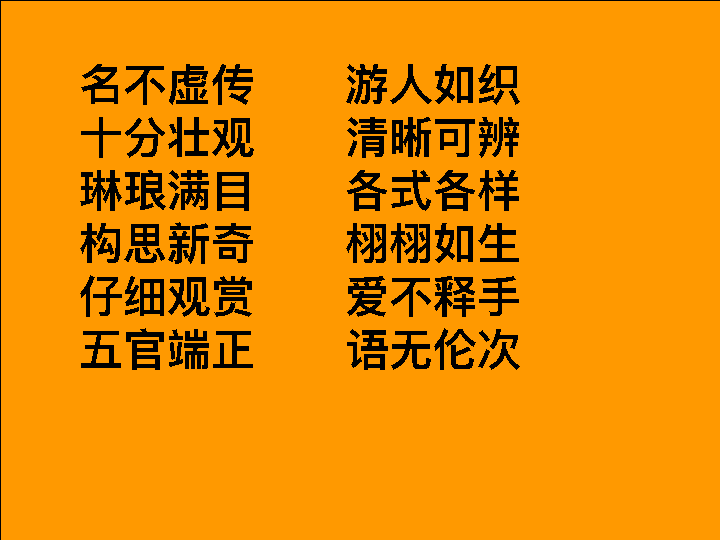 名不虚传 游人如织
十分壮观 清晰可辨
琳琅满目 各式各样
构思新奇 栩栩如生
仔细观赏 爱不释手
五官端正 语无伦次